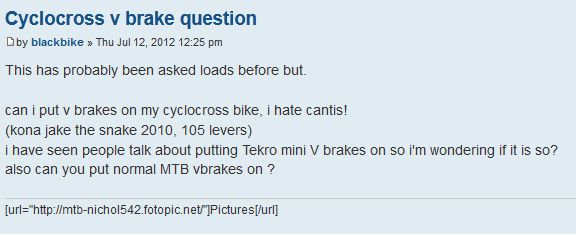 Cyclocross v brake question
by blackbike » Thu Jul 12, 2012 12:25 pm
This has probably been asked loads before but.
can i put v brakes on my cyclocross bike, i hate cantis!
(kona jake the snake 2010, 105 levers)
i have seen people talk about putting Tekro mini V brakes on so i'm wondering if it is so?
also can you put normal MTB vbrakes on ?
[url="http://mtb-nichol542.fotopic.net/"]Pictures[/url]